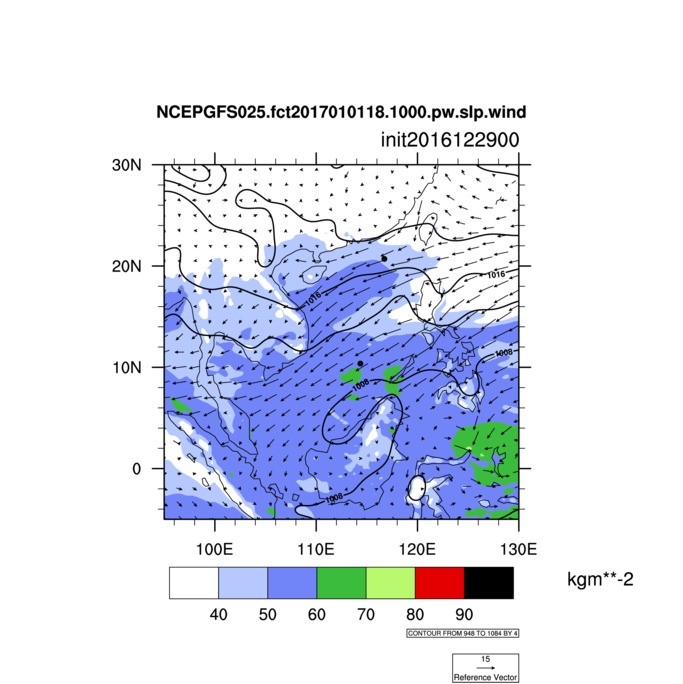 NCEPGFS025.fct2017010118.1000.pw.slp.wind
init2016122900
30N
20N
10N
0
1016
1016
1008
1008
1008
100E 110E 120E 130E
kgm**-2
40 50 60 70 80 90
CONTOUR FROM 948 TO 1084 BY 4
15
Reference Vector